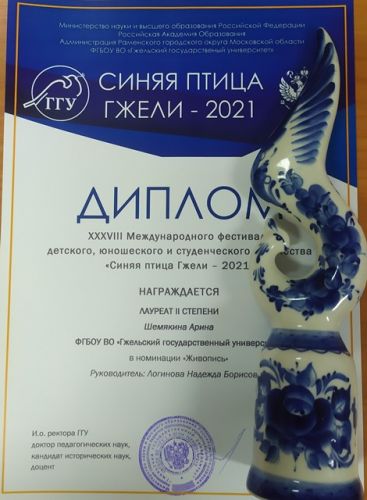 Министерство науки и высшего образования Российской Федерации
Российская Академия Образования
Администрация Раменского городского округа Московской области
ФГБОУ ВО «Гжельский государственный университет»
ГГУ
СИНЯЯ ПТИЦА
ГЖЕЛИ - 2021
ДИПЛОМ
XXXVIII Международного фестивал
детского, юношеского и студенческого
«Синяя птица Гжели – 2021
НАГРАЖДАЕТСЯ
ЛАУРЕАТ II СТЕПЕНИ
Шемякина Арина
ФГБОУ ВО «Гжельский государственный универс
в номинации «Живопись»
Руководитель: Логинова Надежда Борисов
И.о. ректора ГГУ
доктор педагогических наук,
кандидат исторических наук,
доцент